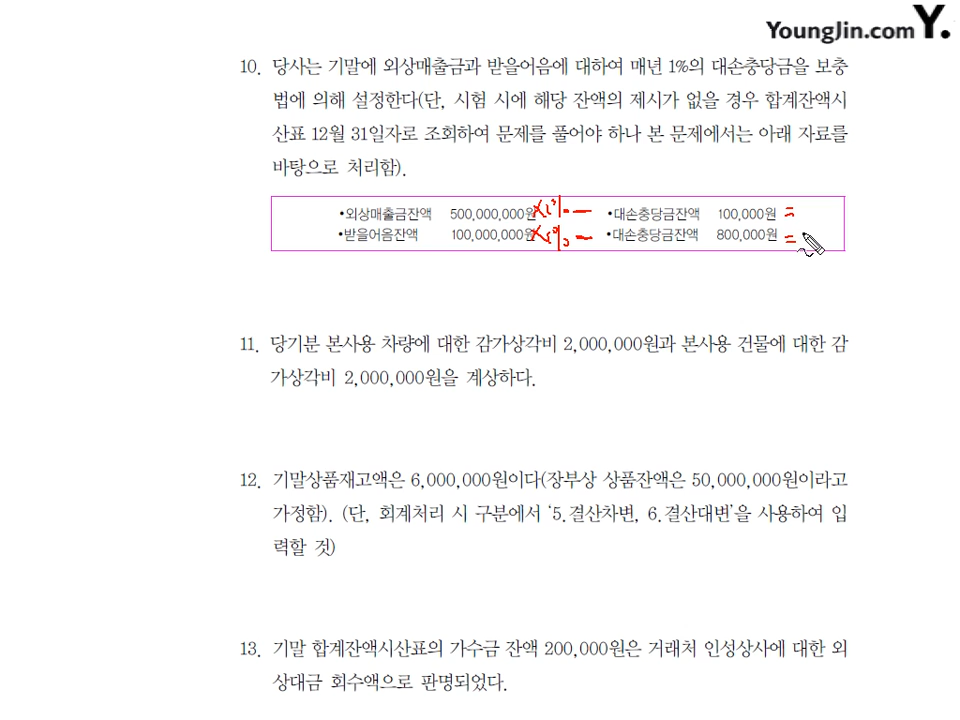 YoungJin.com Y.
10. 당사는 기말에 외상매출금과 받을어음에 대하여 매년 1%의 대손충당금을 보충
법에 의해 설정한다(단, 시험 시에 해당 잔액의 제시가 없을 경우 합계잔액시
산표 12월 31일자로 조회하여 문제를 풀어야 하나 본 문제에서는 아래 자료를
바탕으로 처리함).
•외상매출금잔액 500,000,000원 ×1% − •대손충당금잔액 100,000원 =
•받을어음잔액 100,000,000원 ×1% − •대손충당금잔액 800,000원 =
11. 당기분 본사용 차량에 대한 감가상각비 2,000,000원과 본사용 건물에 대한 감
가상각비 2,000,000원을 계상하다.
12. 기말상품재고액은 6,000,000원이다(장부상 상품잔액은 50,000,000원이라고
가정함). (단, 회계처리 시 구분에서 ‘5.결산차변, 6.결산대변’을 사용하여 입
력할 것)
13. 기말 합계잔액시산표의 가수금 잔액 200,000원은 거래처 인성상사에 대한 외
상대금 회수액으로 판명되었다.